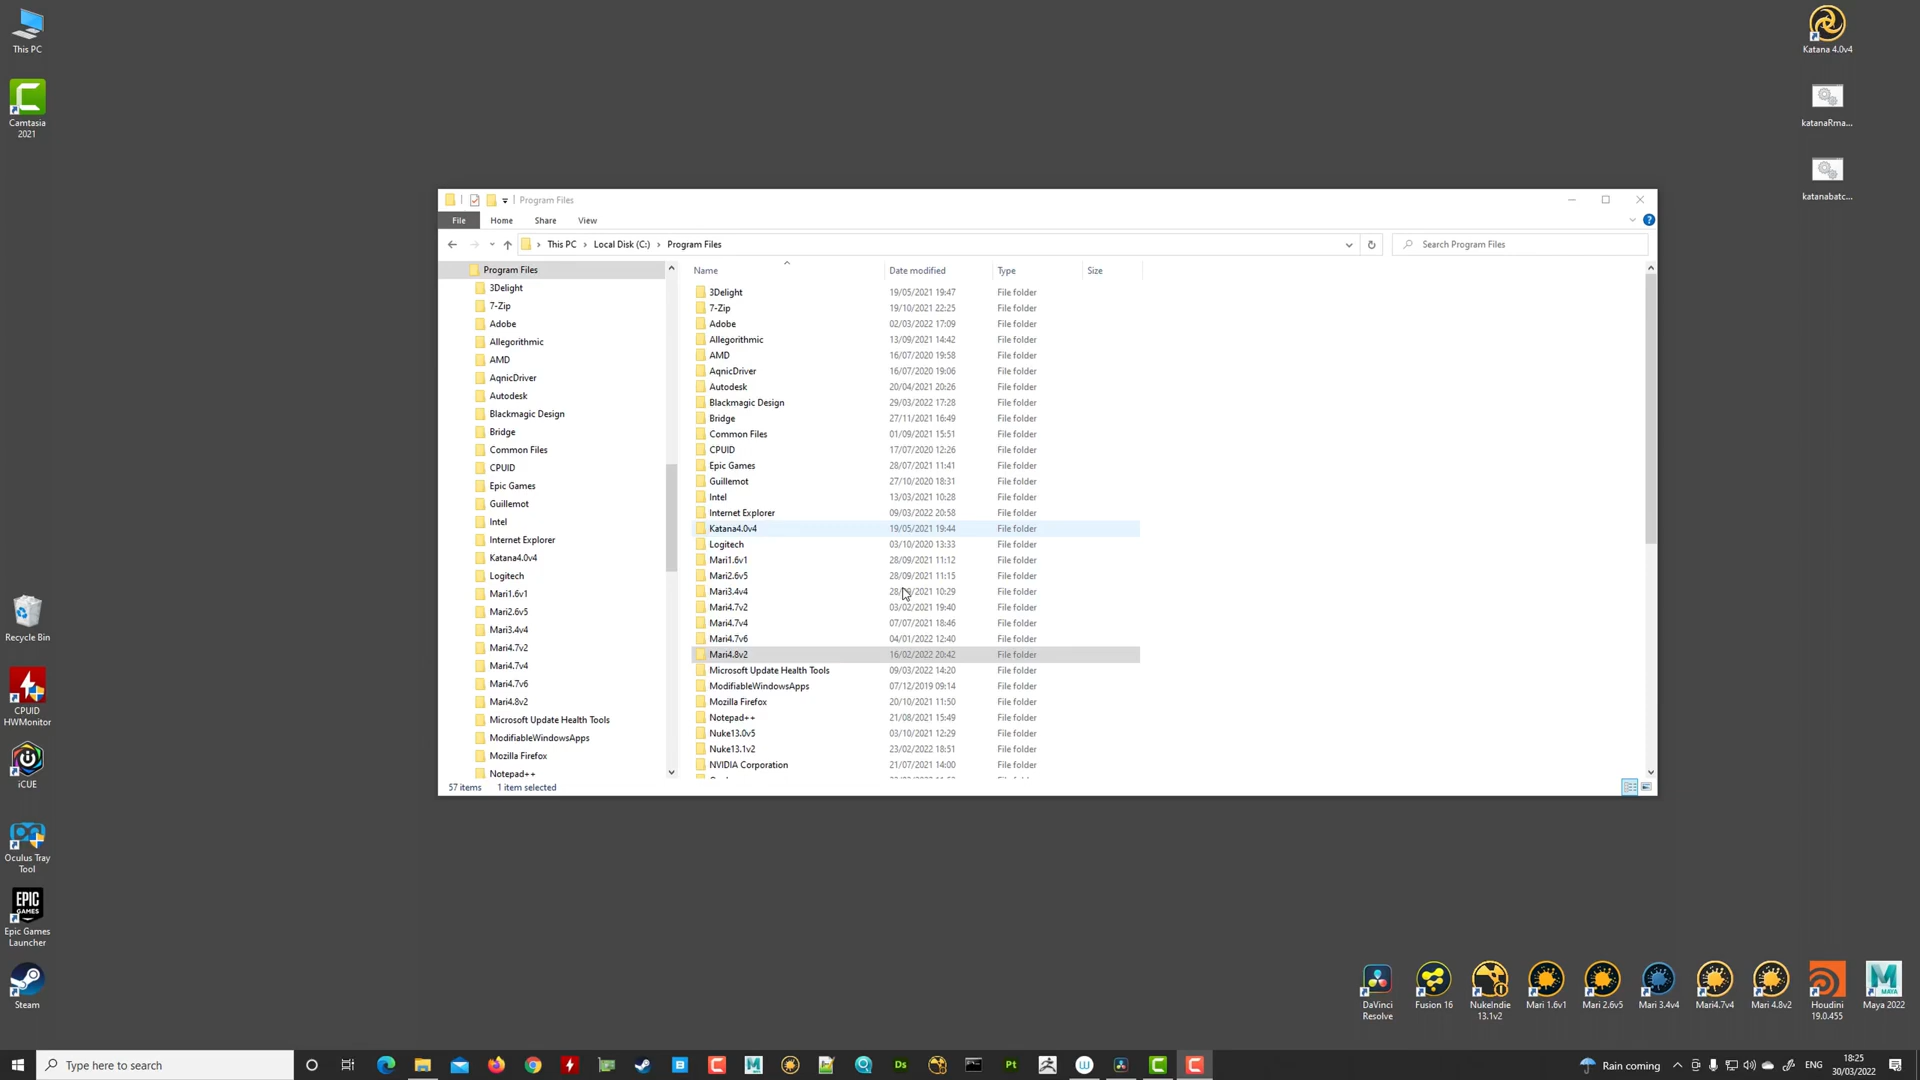 This PC
Camtasia
2021
Katana 4.0v4
katanaRma...
katanabatc...
Program Files
File
Home
Share
View
This PC
Local Disk (C:)
Program Files
Search Program Files
Program Files
3Delight
7-Zip
Adobe
Allegorithmic
AMD
AqnicDriver
Autodesk
Blackmagic Design
Bridge
Common Files
CPUID
Epic Games
Guillemot
Intel
Internet Explorer
Katana4.0v4
Logitech
Mari1.6v1
Mari2.6v5
Mari3.4v4
Mari4.7v2
Mari4.7v4
Mari4.7v6
Mari4.8v2
Microsoft Update Health Tools
ModifiableWindowsApps
Mozilla Firefox
Notepad++
Name Date modified Type Size
3Delight 19/05/2021 19:47 File folder
7-Zip 19/10/2021 22:25 File folder
Adobe 02/03/2022 17:09 File folder
Allegorithmic 13/09/2021 14:42 File folder
AMD 16/07/2020 19:58 File folder
AqnicDriver 16/07/2020 19:06 File folder
Autodesk 20/04/2021 20:26 File folder
Blackmagic Design 29/03/2022 17:28 File folder
Bridge 27/11/2021 16:49 File folder
Common Files 01/09/2021 15:51 File folder
CPUID 17/07/2020 12:26 File folder
Epic Games 28/07/2021 11:41 File folder
Guillemot 27/10/2020 18:31 File folder
Intel 13/03/2021 10:28 File folder
Internet Explorer 09/03/2022 20:58 File folder
Katana4.0v4 19/05/2021 19:44 File folder
Logitech 03/10/2020 13:33 File folder
Mari1.6v1 28/09/2021 11:12 File folder
Mari2.6v5 28/09/2021 11:15 File folder
Mari3.4v4 10:29 File folder
Mari4.7v2 03/02/2021 19:40 File folder
Mari4.7v4 07/07/2021 18:46 File folder
Mari4.7v6 04/01/2022 12:40 File folder
Mari4.8v2 16/02/2022 20:42 File folder
Microsoft Update Health Tools 09/03/2022 14:20 File folder
ModifiableWindowsApps 07/12/2019 09:14 File folder
Mozilla Firefox 20/10/2021 11:50 File folder
Notepad++ 21/08/2021 15:49 File folder
Nuke13.0v5 03/10/2021 12:29 File folder
Nuke13.1v2 23/02/2022 18:51 File folder
NVIDIA Corporation 21/07/2021 14:00 File folder
57 items 1 item selected
Recycle Bin
CPUID
HWMonitor
iCUE
Oculus Tray
Tool
EPIC
GAMES
Epic Games
Launcher
Steam
DaVinci
Resolve
Fusion 16
NukeIndie
13.1v2
Mari 1.6v1
Mari 2.6v5
Mari 3.4v4
Mari4.7v4
Mari 4.8v2
Houdini
19.0.455
MAYA
Maya 2022
Type here to search
Ds
Pt
Rain coming
ENG
18:25
30/03/2022